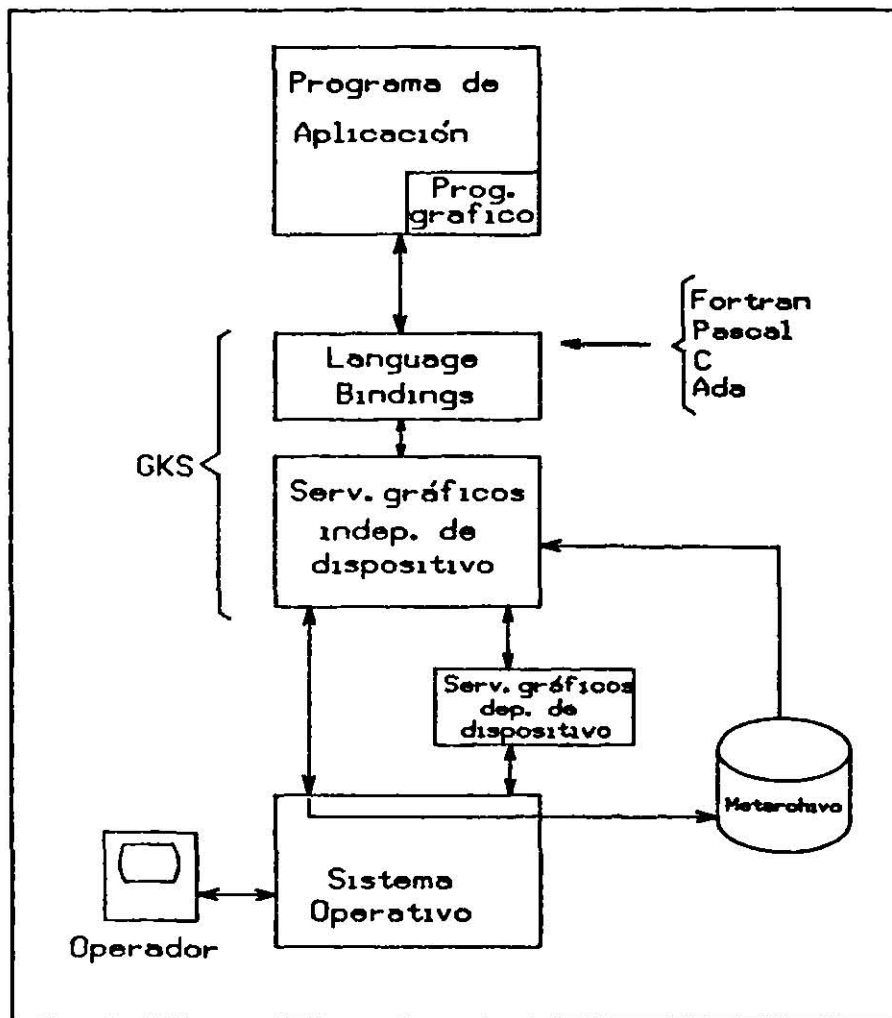 Programa de
Aplicación
Prog.
grafico
Fortran
Pascal
C
Ada
Language
Bindings
GKS
Serv. gráficos
indep. de
dispositivo
Serv. gráficos
dep. de
dispositivo
Metarchivo
Sistema
Operativo
Operador